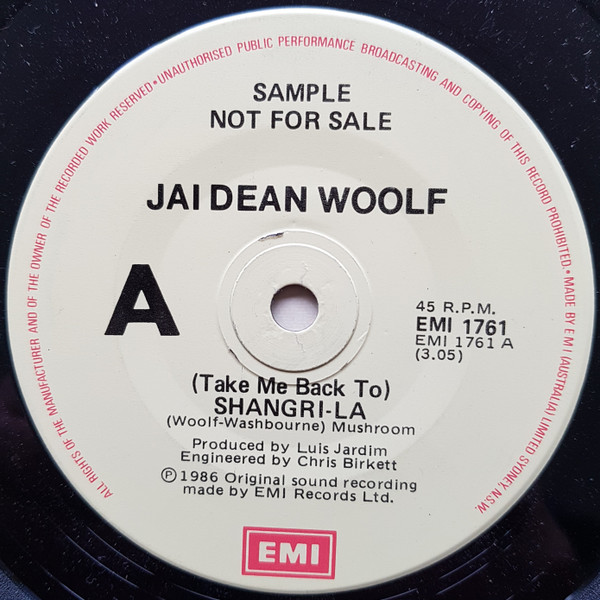 ALL RIGHTS OF THE MANUFACTURER AND OF THE OWNER OF THE RECORDED WORK RESERVED•UNAUTHORISED PUBLIC PERFORMANCE BROADCASTING AND COPYING OF THIS RECORD PROHIBITED.•MADE BY E M I (AUSTRALIA) LIMITED SYDNEY, N.S.W.
SAMPLE
NOT FOR SALE
JAI DEAN WOOLF
A
45 R.P.M.
EMI 1761
EMI 1761 A
(3.05)
(Take Me Back To)
SHANGRI-LA
(Woolf-Washbourne) Mushroom
Produced by Luis Jardim
Engineered by Chris Birkett
Ⓟ 1986 Original sound recording
made by EMI Records Ltd.
EMI